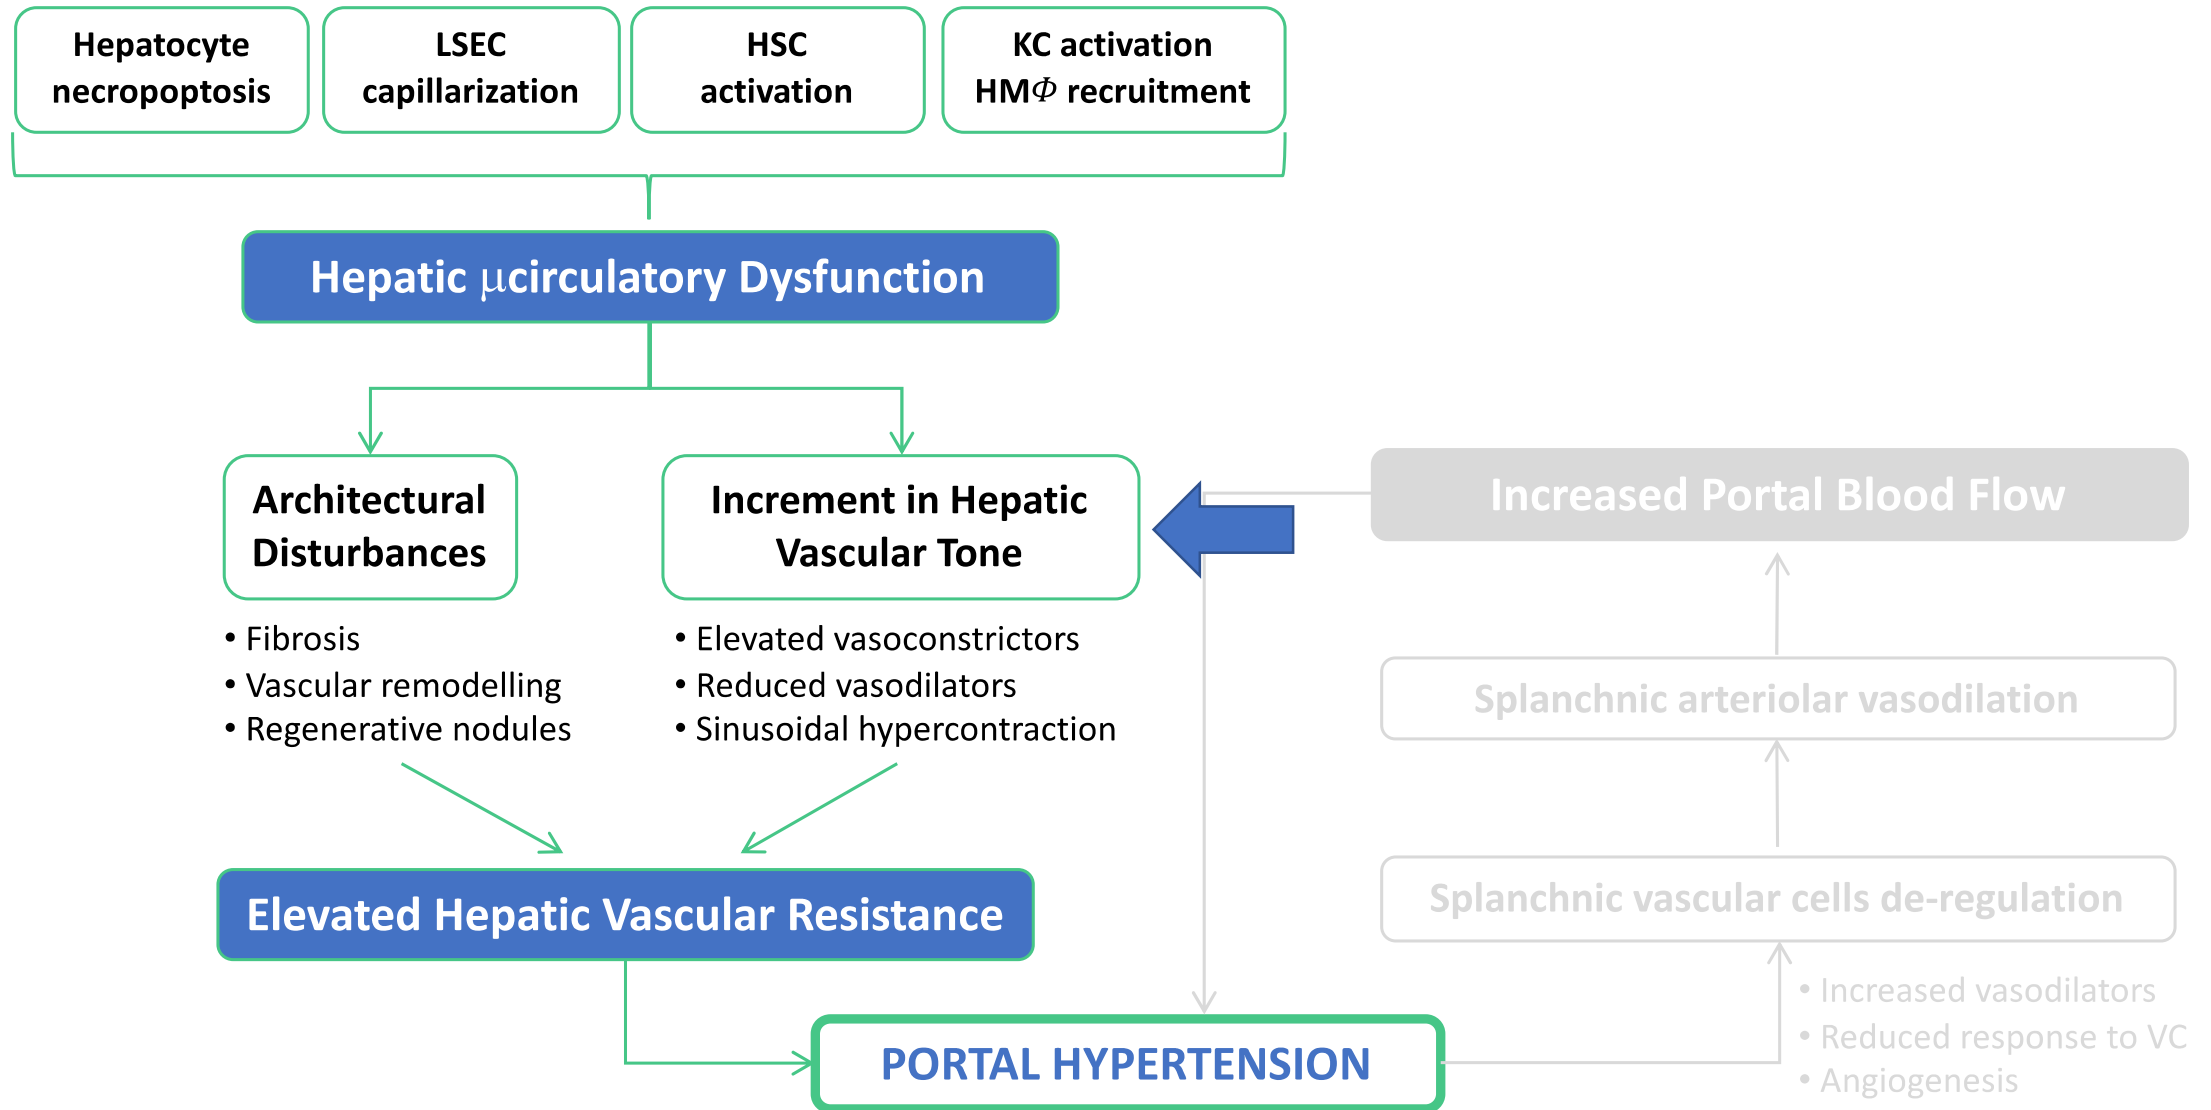 Hepatocyte
necropoptosis
LSEC
capillarization
HSC
activation
KC activation
HMΦ recruitment
Hepatic μcirculatory Dysfunction
Architectural
Disturbances
Increment in Hepatic
Vascular Tone
Increased Portal Blood Flow
• Fibrosis
• Vascular remodelling
• Regenerative nodules
• Elevated vasoconstrictors
• Reduced vasodilators
• Sinusoidal hypercontraction
Splanchnic arteriolar vasodilation
Splanchnic vascular cells de-regulation
Elevated Hepatic Vascular Resistance
• Increased vasodilators
• Reduced response to VC
• Angiogenesis
PORTAL HYPERTENSION